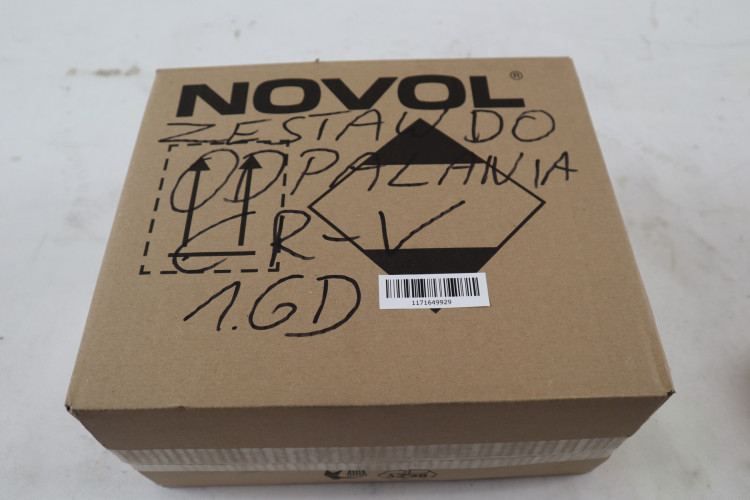 NOVOL®
ZESTAW DO
ODPALANIA
CR-V
1.6D
1171649929